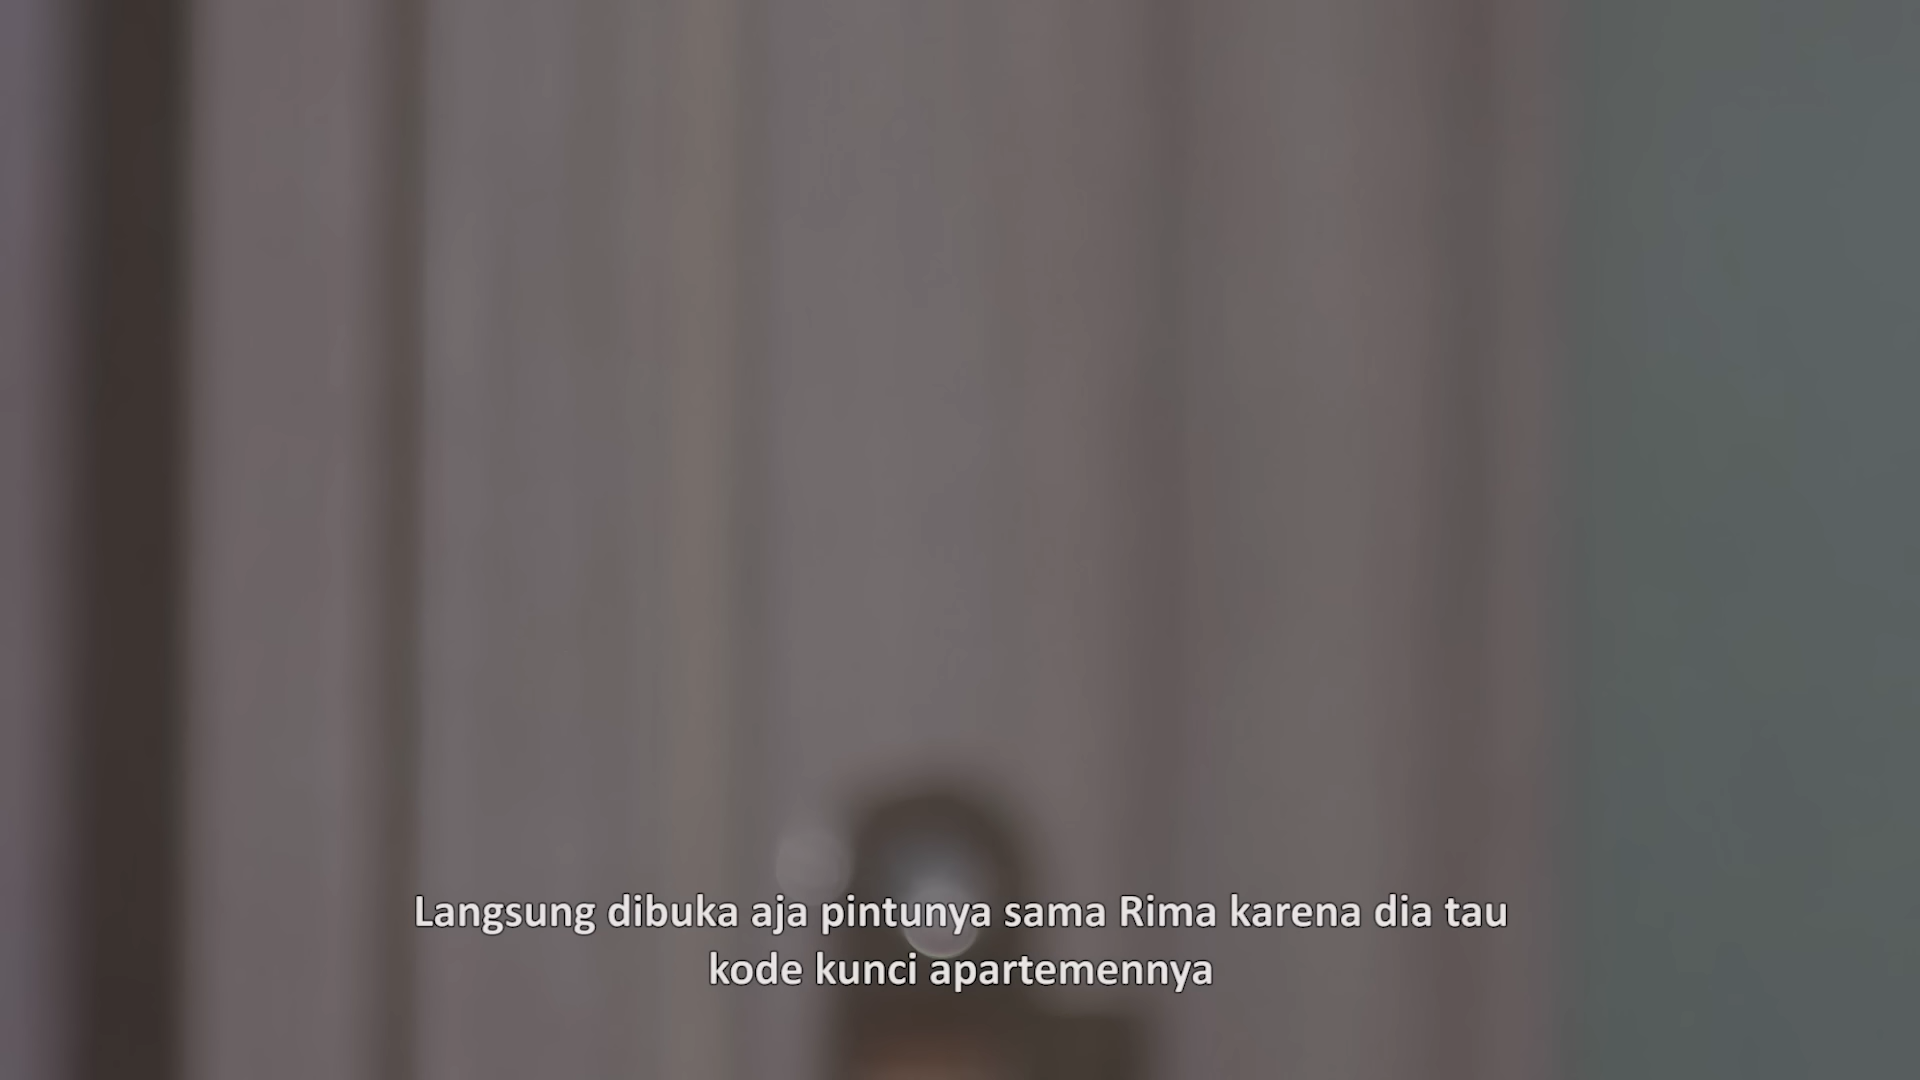 Langsung dibuka aja pintunya sama Rima karena dia tau
kode kunci apartemennya